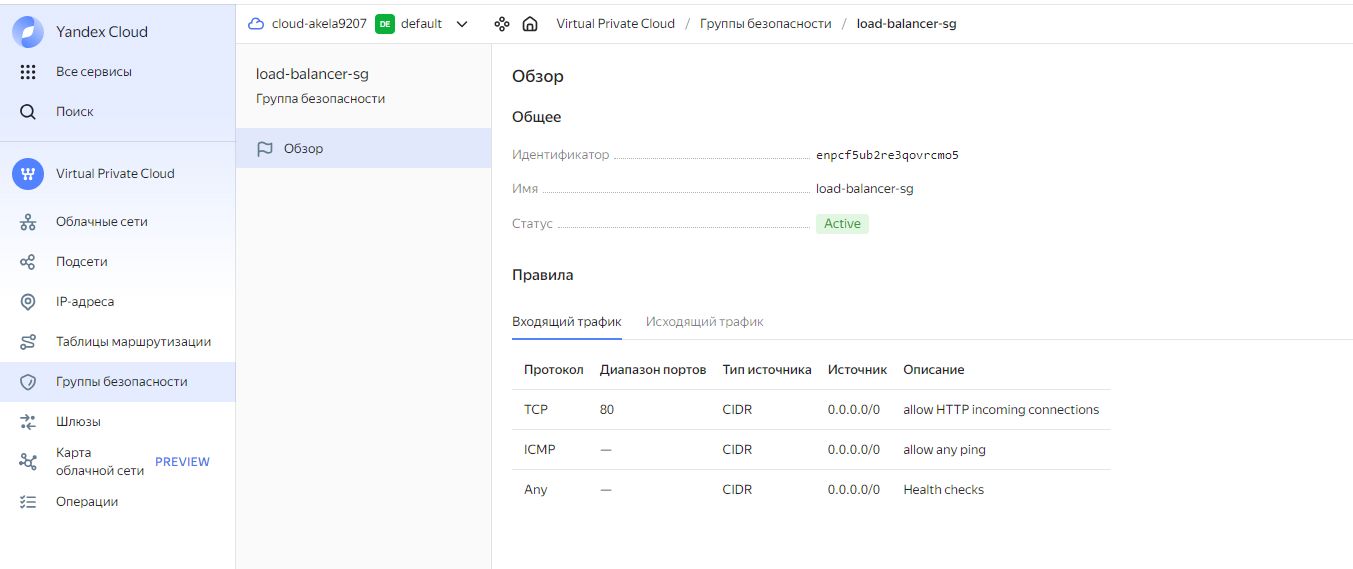 Yandex Cloud
Все сервисы
Поиск
Virtual Private Cloud
Облачные сети
Подсети
IP-адреса
Таблицы маршрутизации
Группы безопасности
Шлюзы
Карта
облачной сети PREVIEW
Операции
cloud-akela9207 DE default Virtual Private Cloud / Группы безопасности / load-balancer-sg
load-balancer-sg
Группа безопасности
Обзор
Обзор
Общее
Идентификатор enpcf5ub2re3qovrcmo5
Имя load-balancer-sg
Статус Active
Правила
Входящий трафик Исходящий трафик
Протокол Диапазон портов Тип источника Источник Описание
TCP 80 CIDR 0.0.0.0/0 allow HTTP incoming connections
ICMP — CIDR 0.0.0.0/0 allow any ping
Any — CIDR 0.0.0.0/0 Health checks